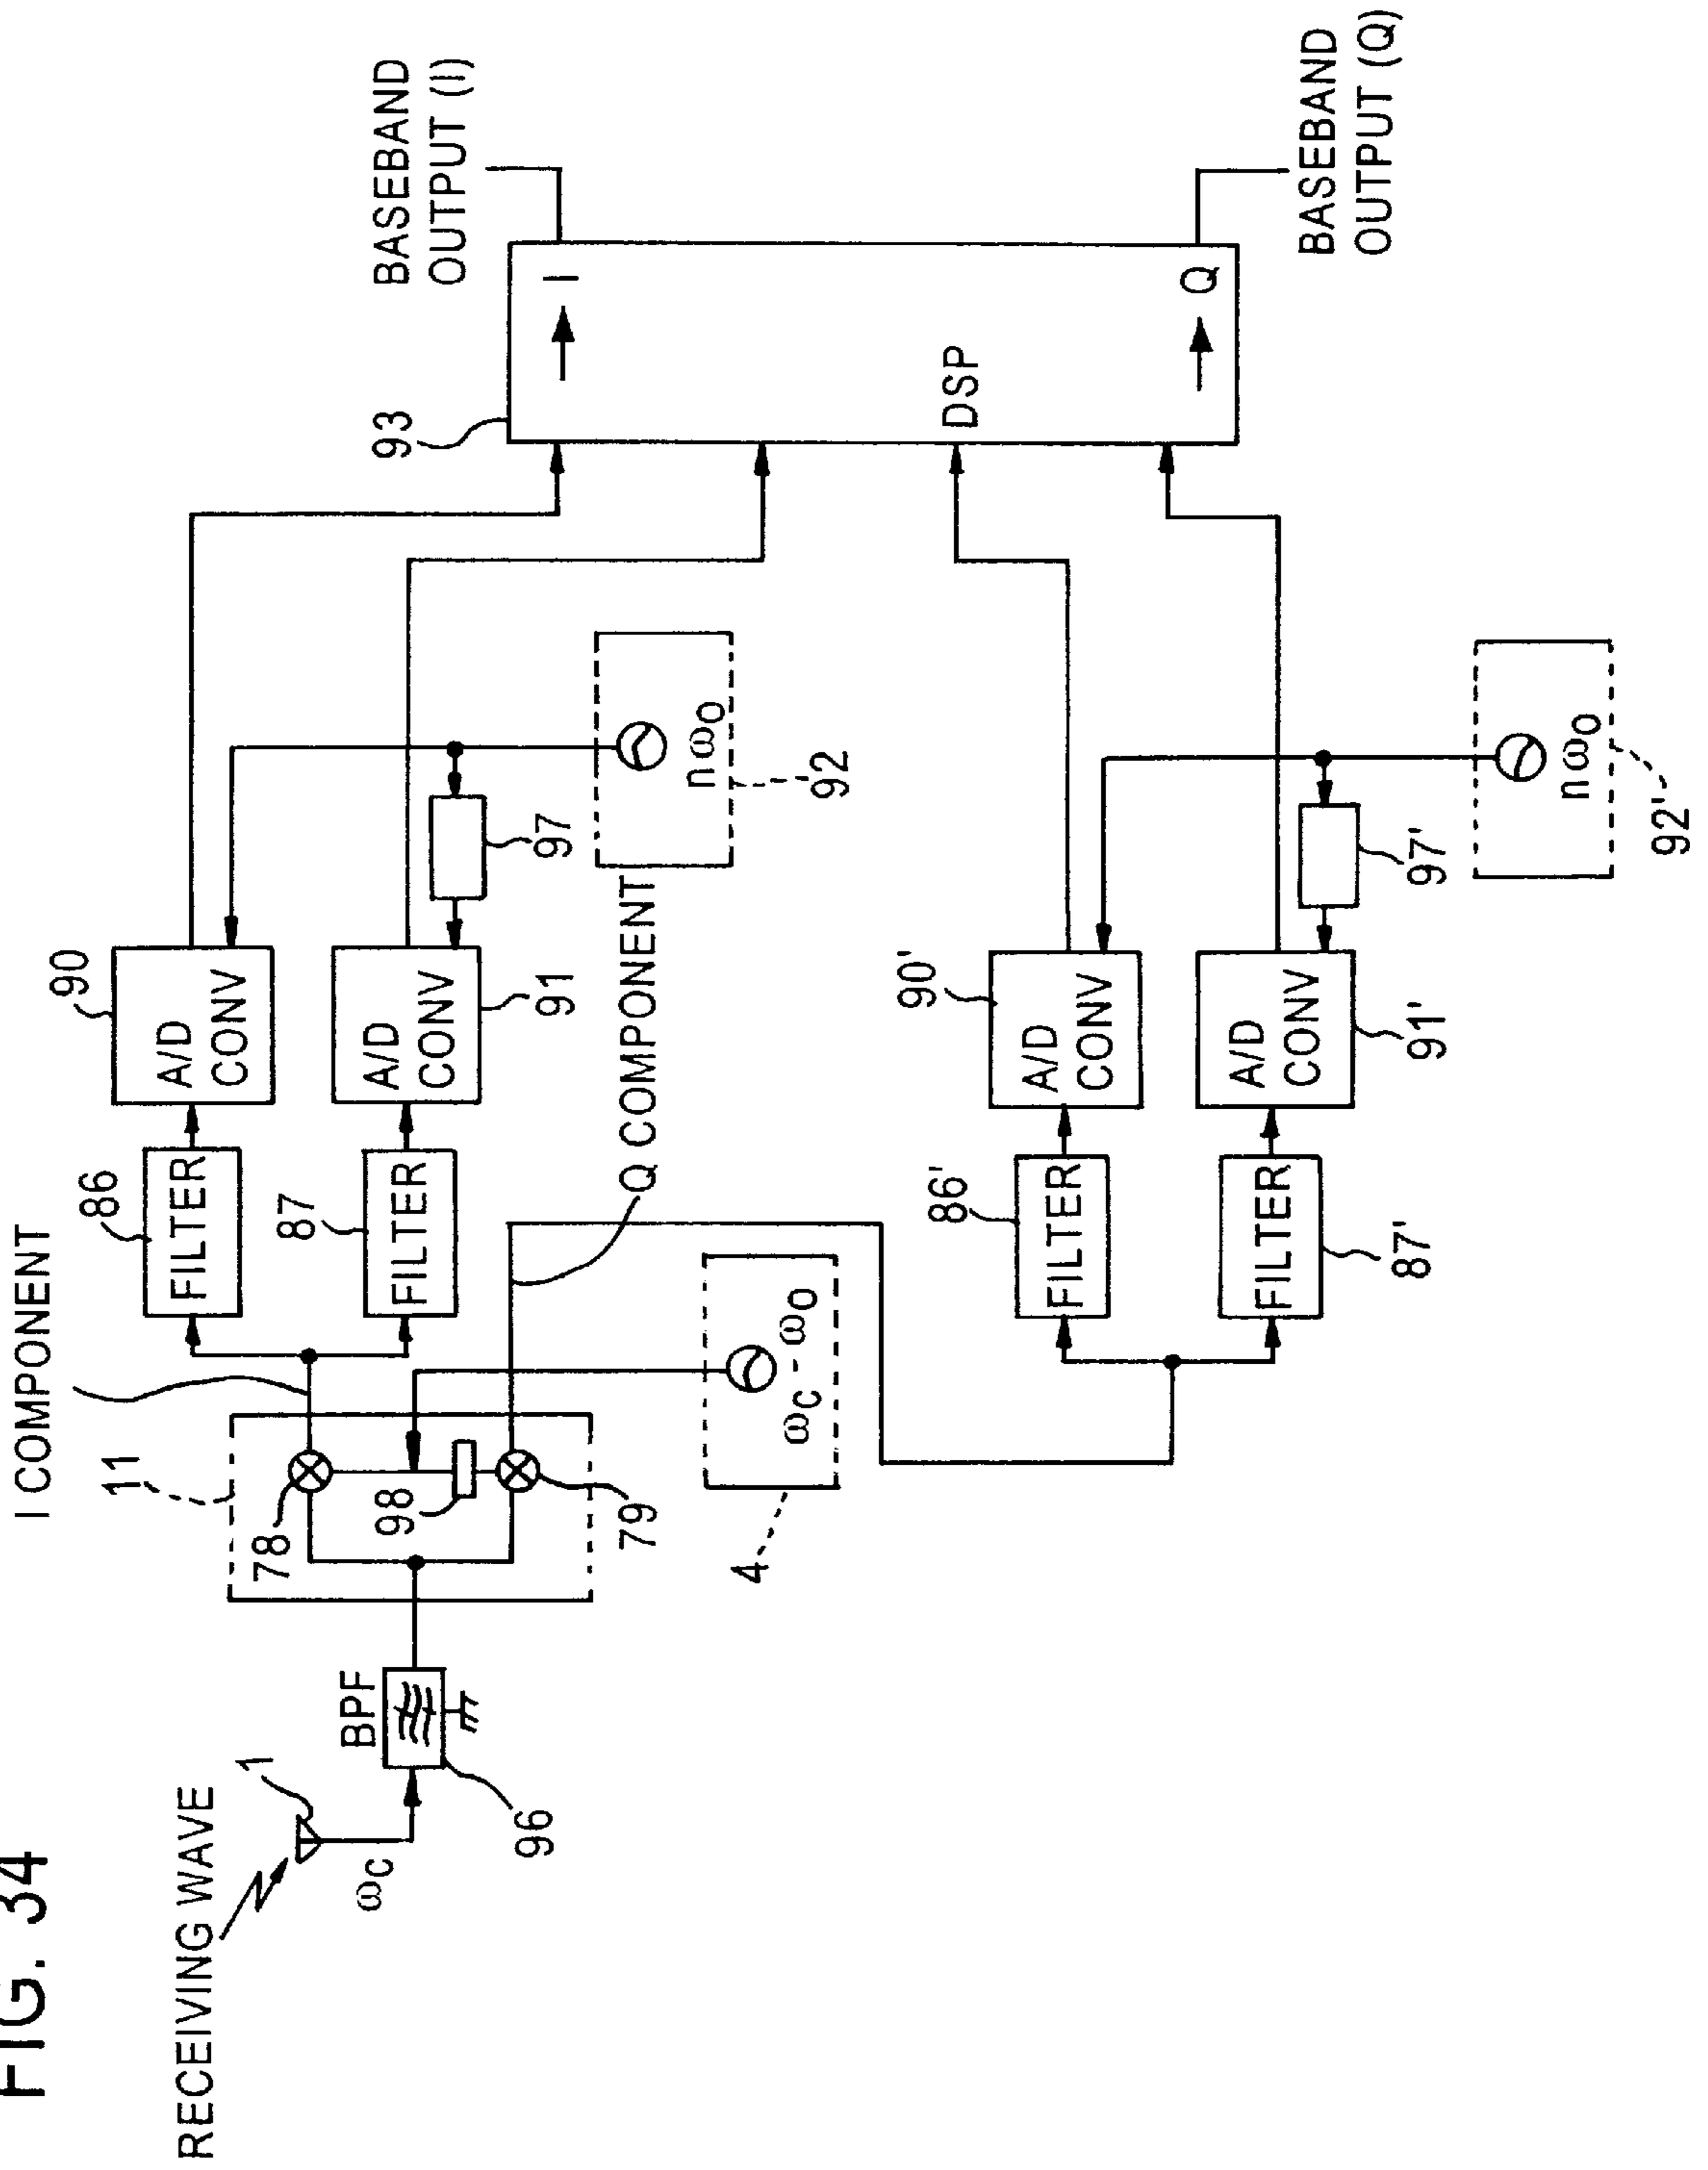 FIG. 34
RECEIVING WAVE
1
ωC
BPF
96
I COMPONENT
11
78
98
79
4
ωC - ωO
Q COMPONENT
86
FILTER
87
FILTER
90
A/D
CONV
A/D
CONV
91
97
nωO
92
86'
FILTER
FILTER
87'
90'
A/D
CONV
A/D
CONV
91'
97'
nωO
92'
93
DSP
I
Q
BASEBAND
OUTPUT (I)
BASEBAND
OUTPUT (Q)